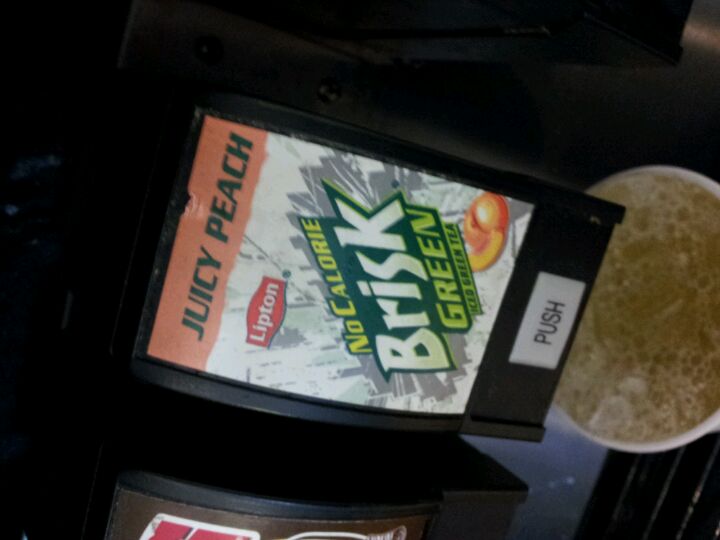 JUICY PEACH
Lipton
No CALORIE
Brisk
GREEN
ICED GREEN TEA
PUSH